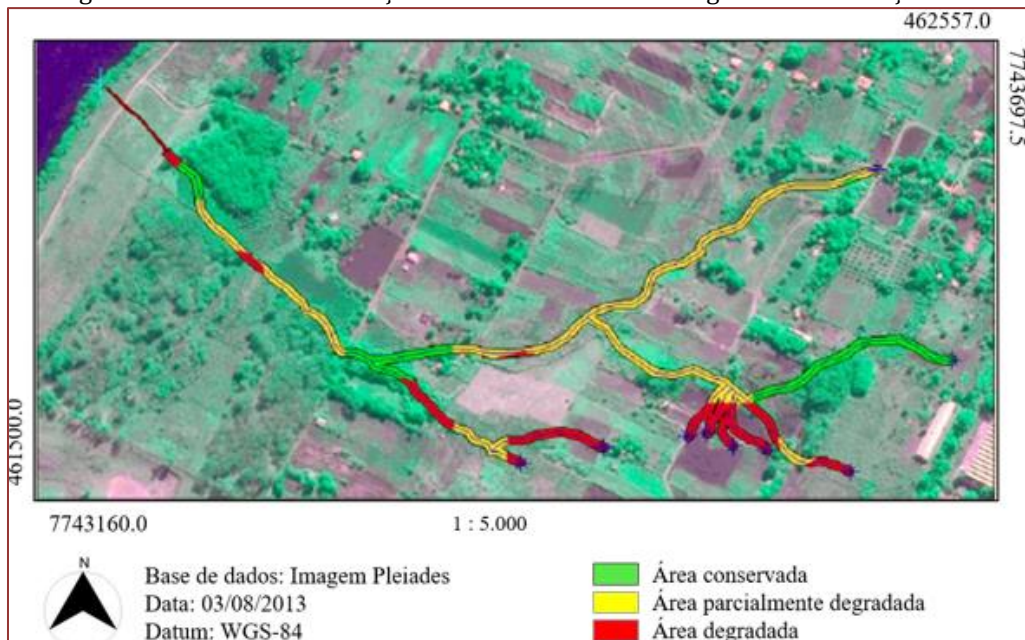 462557.0
7743697.5
461500.0
7743160.0
1 : 5.000
N
Base de dados: Imagem Pleiades
Data: 03/08/2013
Datum: WGS-84
Área conservada
Área parcialmente degradada
Área degradada